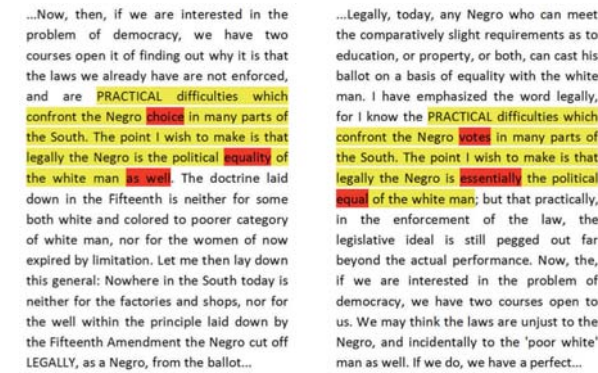 ...Now, then, if we are interested in the
problem of democracy, we have two
courses open it of finding out why it is that
the laws we already have are not enforced,
and are PRACTICAL difficulties which
confront the Negro choice in many parts of
the South. The point I wish to make is that
legally the Negro is the political equality of
the white man as well. The doctrine laid
down in the Fifteenth is neither for some
both white and colored to poorer category
of white man, nor for the women of now
expired by limitation. Let me then lay down
this general: Nowhere in the South today is
neither for the factories and shops, nor for
the well within the principle laid down by
the Fifteenth Amendment the Negro cut off
LEGALLY, as a Negro, from the ballot...
...Legally, today, any Negro who can meet
the comparatively slight requirements as to
education, or property, or both, can cast his
ballot on a basis of equality with the white
man. I have emphasized the word legally,
for I know the PRACTICAL difficulties which
confront the Negro votes in many parts of
the South. The point I wish to make is that
legally the Negro is essentially the political
equal of the white man; but that practically,
in the enforcement of the law, the
legislative ideal is still pegged out far
beyond the actual performance. Now, the,
if we are interested in the problem of
democracy, we have two courses open to
us. We may think the laws are unjust to the
Negro, and incidentally to the 'poor white'
man as well. If we do, we have a perfect...